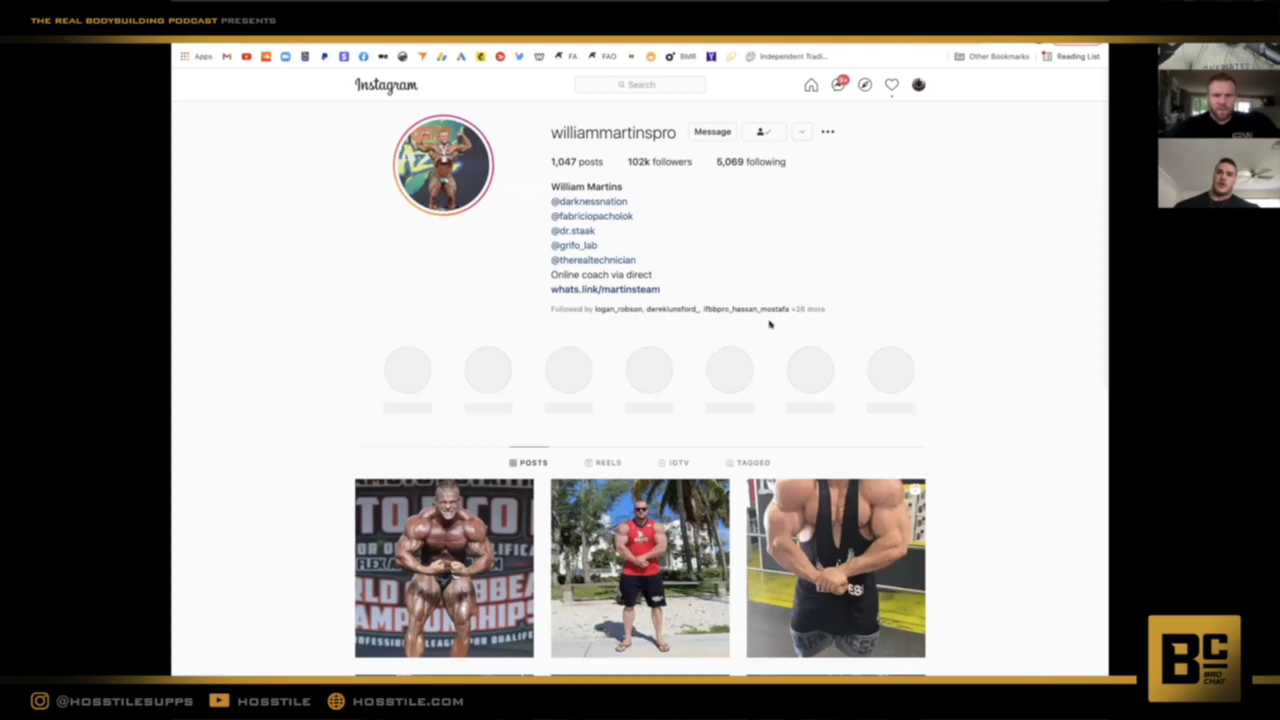 THE REAL BODYBUILDING PODCAST PRESENTS
Apps FA FAO BMR Independent Tradi... Other Bookmarks Reading List
Instagram Search 9+
williammartinspro Message
1,047 posts 102k followers 5,069 following
William Martins
@darknessnation
@fabriciopacholok
@dr.staak
@grifo_lab
@therealtechnician
Online coach via direct
whats.link/martinsteam
Followed by logan_robson, dereklunsford_, ifbbpro_hassan_mostafa +26 more
POSTS REELS IGTV TAGGED
BC
BRO
CHAT
@HOSSTILESUPPS HOSSTILE HOSSTILE.COM